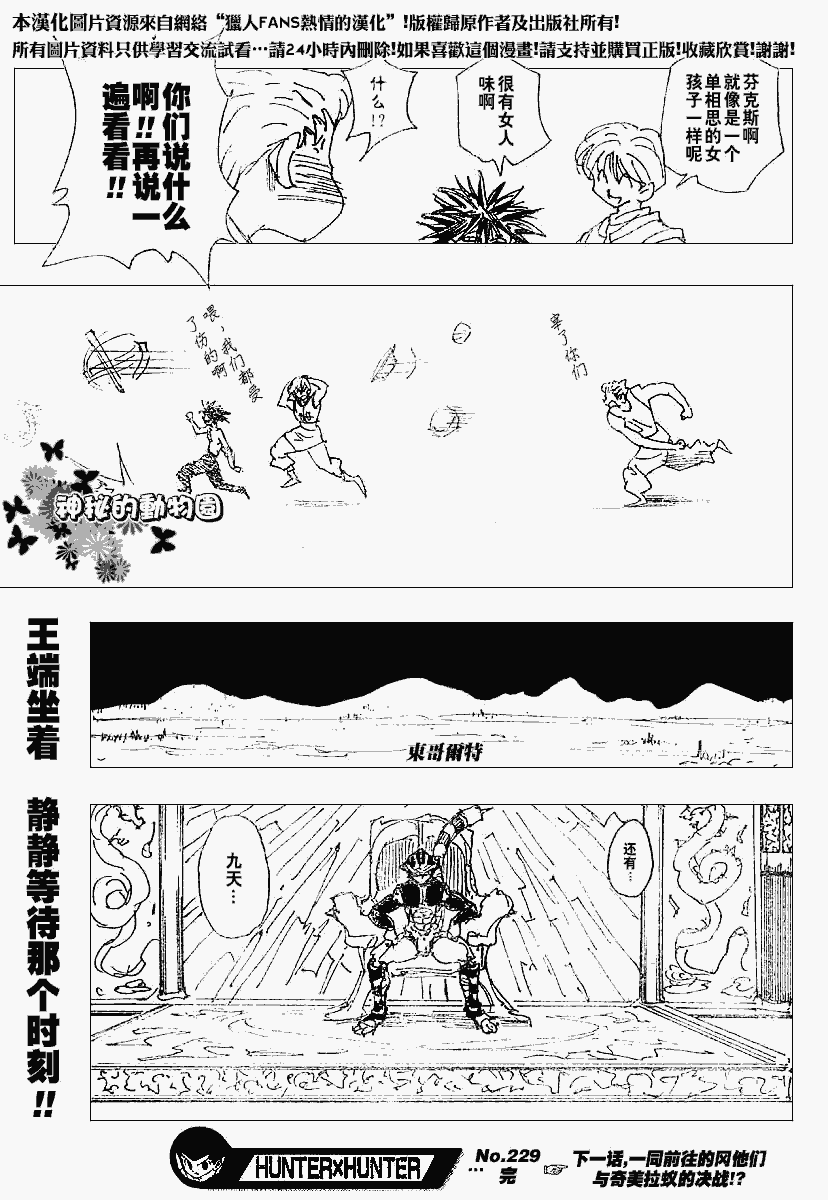 本漢化圖片資源來自網絡“獵人FANS熱情的漢化”!版權歸原作者及出版社所有!
所有圖片資料只供學習交流試看…請24小時內刪除!如果喜歡這個漫畫!請支持並購買正版!收藏欣賞!謝謝!
芬克斯啊
就像是一个
单相思的女
孩子一样呢
很有女人
味啊
什么!?
你们说什么
啊!!再说一
遍看看!!
宰了你们
喂，我们都受
了伤的啊
神秘的動物園
王端坐着
東哥爾特
静静等待那个时刻!!
还有…
九天…
HUNTER×HUNTER
No.229
…完
☞下一话,一同前往的冈他们
与奇美拉蚁的决战!?